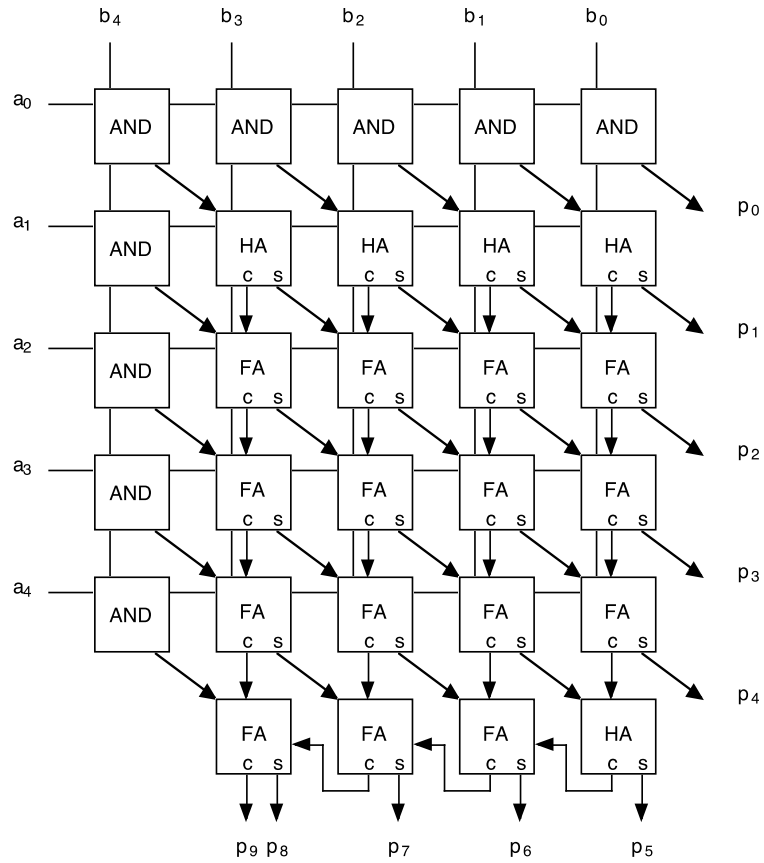 b4 b3 b2 b1 b0
a0
AND AND AND AND AND
p0
a1
AND HA HA HA HA
c s c s c s c s
p1
a2
AND FA FA FA FA
c s c s c s c s
p2
a3
AND FA FA FA FA
c s c s c s c s
p3
a4
AND FA FA FA FA
c s c s c s c s
p4
FA FA FA HA
c s c s c s c s
p9 p8 p7 p6 p5